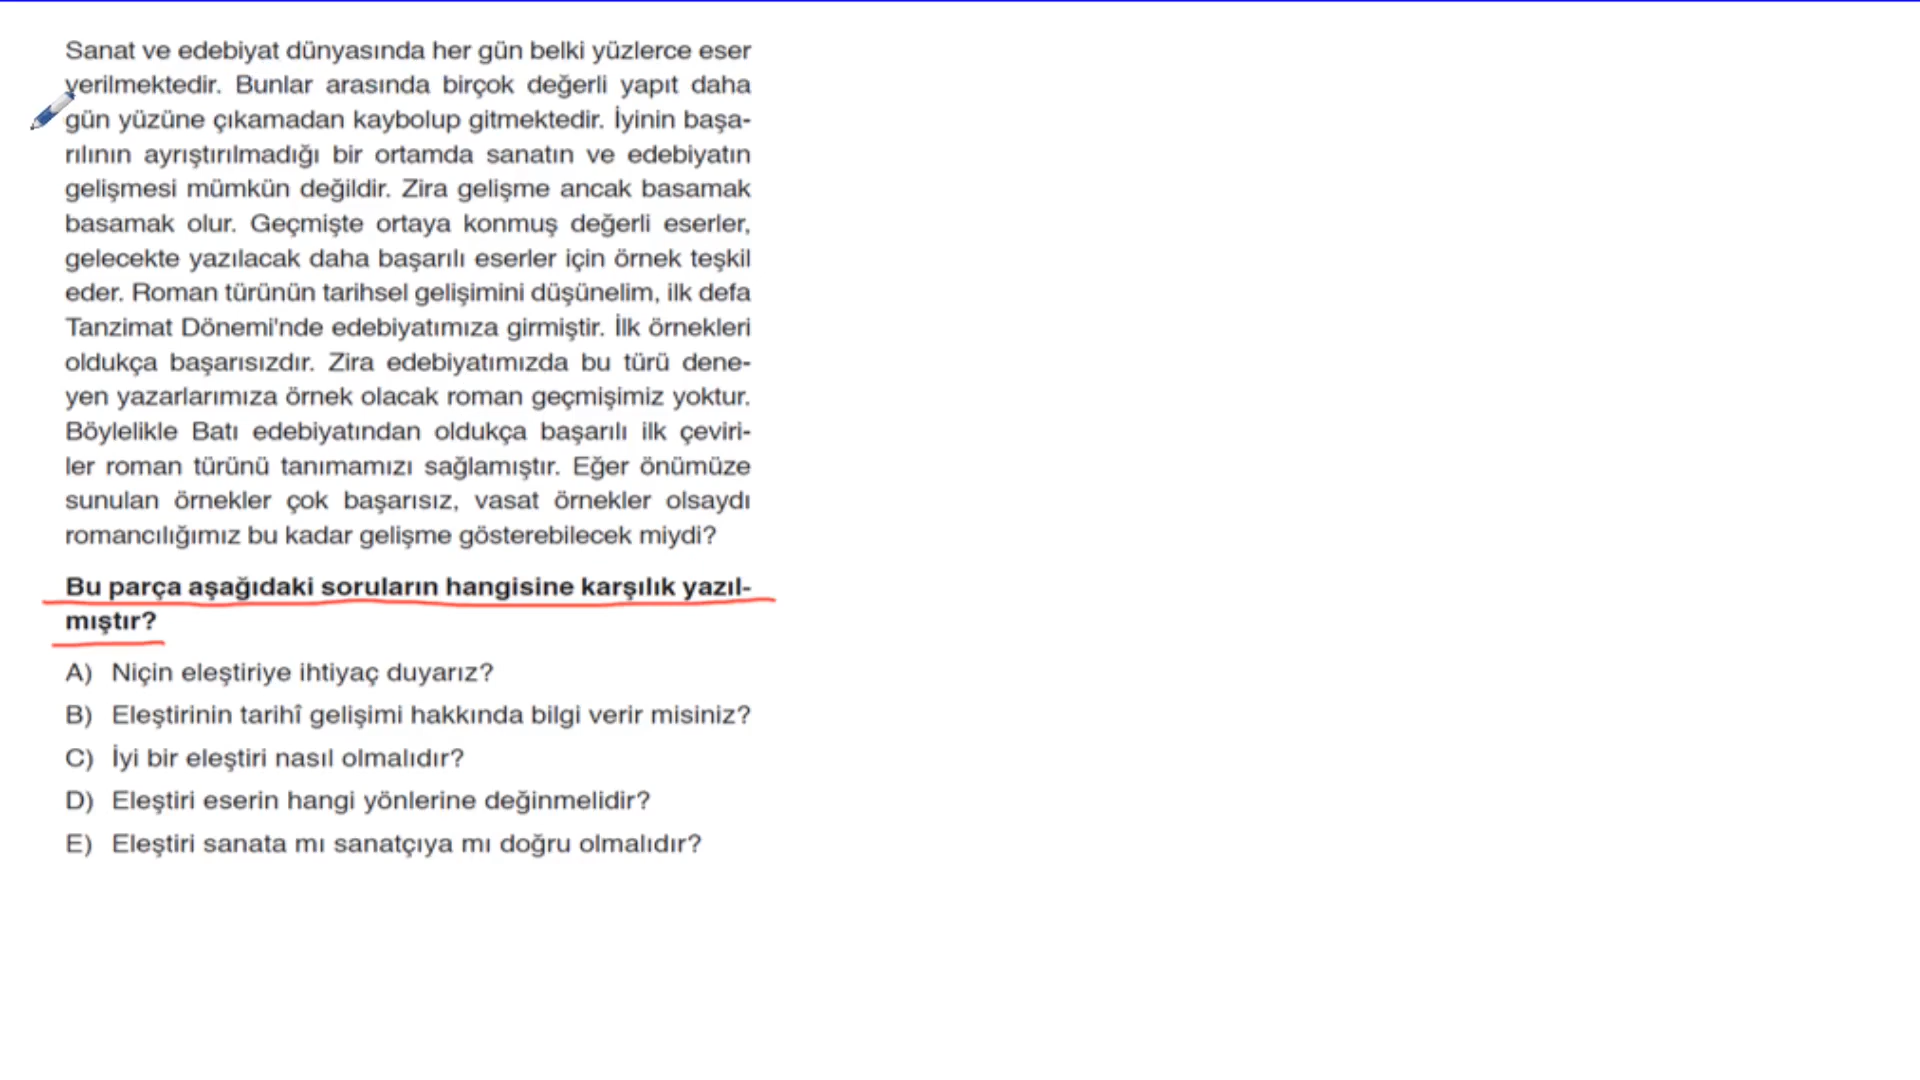 Sanat ve edebiyat dünyasında her gün belki yüzlerce eser
verilmektedir. Bunlar arasında birçok değerli yapıt daha
gün yüzüne çıkamadan kaybolup gitmektedir. İyinin başa-
rılının ayrıştırılmadığı bir ortamda sanatın ve edebiyatın
gelişmesi mümkün değildir. Zira gelişme ancak basamak
basamak olur. Geçmişte ortaya konmuş değerli eserler,
gelecekte yazılacak daha başarılı eserler için örnek teşkil
eder. Roman türünün tarihsel gelişimini düşünelim, ilk defa
Tanzimat Dönemi'nde edebiyatımıza girmiştir. İlk örnekleri
oldukça başarısızdır. Zira edebiyatımızda bu türü dene-
yen yazarlarımıza örnek olacak roman geçmişimiz yoktur.
Böylelikle Batı edebiyatından oldukça başarılı ilk çeviri-
ler roman türünü tanımamızı sağlamıştır. Eğer önümüze
sunulan örnekler çok başarısız, vasat örnekler olsaydı
romancılığımız bu kadar gelişme gösterebilecek miydi?
Bu parça aşağıdaki soruların hangisine karşılık yazıl-
mıştır?
A) Niçin eleştiriye ihtiyaç duyarız?
B) Eleştirinin tarihî gelişimi hakkında bilgi verir misiniz?
C) İyi bir eleştiri nasıl olmalıdır?
D) Eleştiri eserin hangi yönlerine değinmelidir?
E) Eleştiri sanata mı sanatçıya mı doğru olmalıdır?